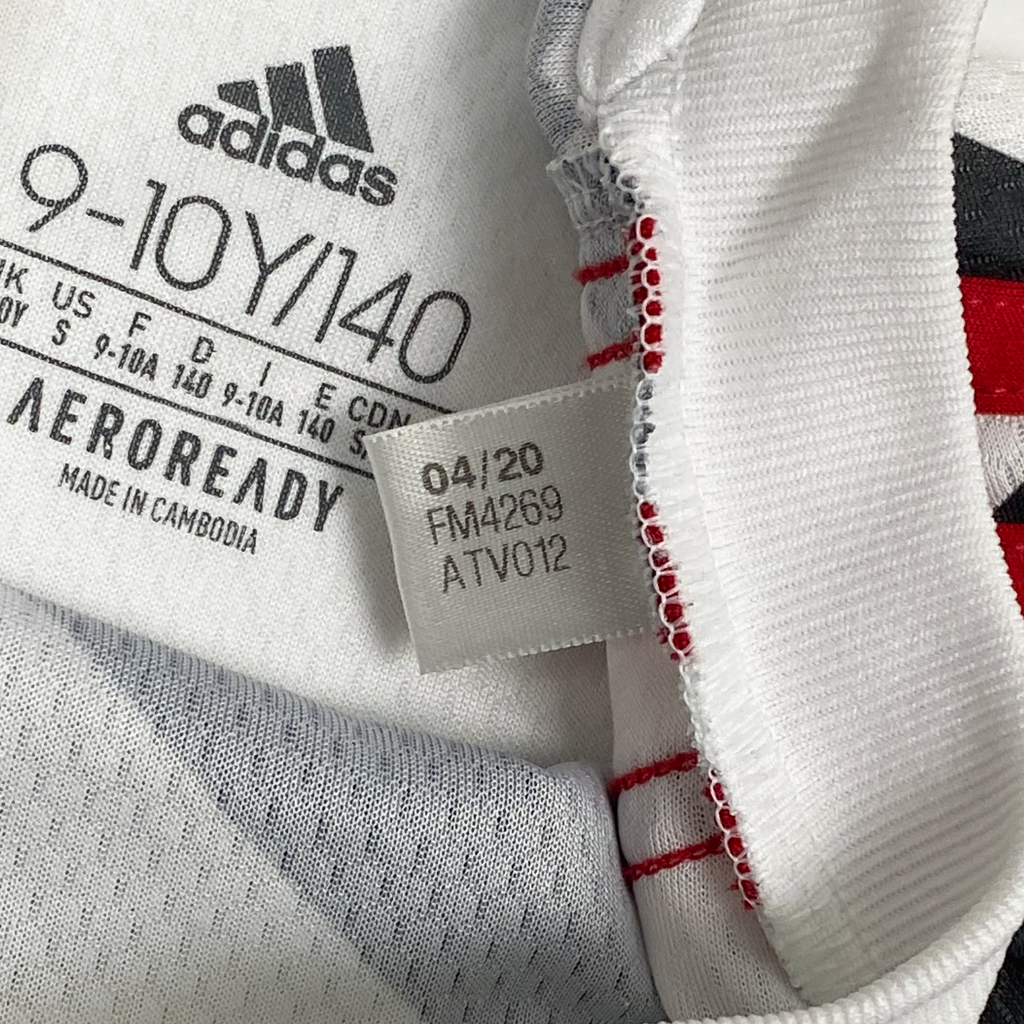 adidas
9-10Y/140
US F D I E CDN
S 9-10A 140 9-10A 140
AEROREADY
MADE IN CAMBODIA
04/20
FM4269
ATV012